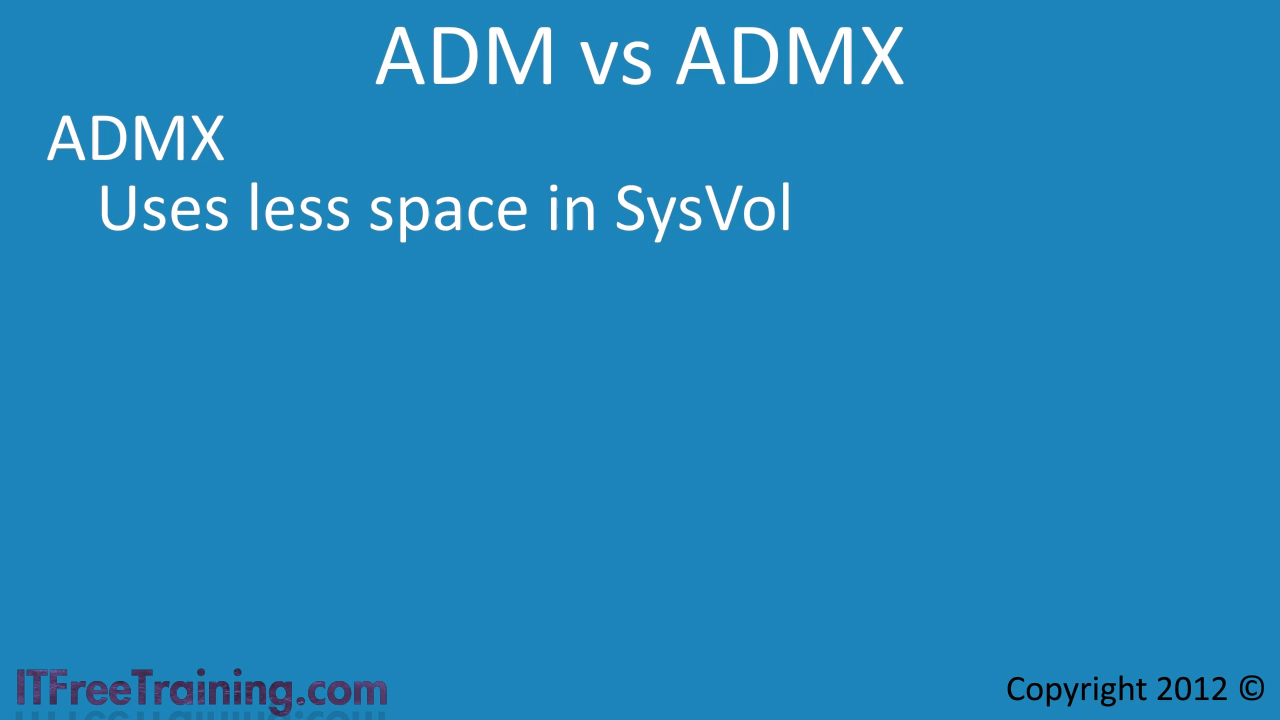 ADM vs ADMX
ADMX
Uses less space in SysVol
ITFreeTraining.com
Copyright 2012 ©